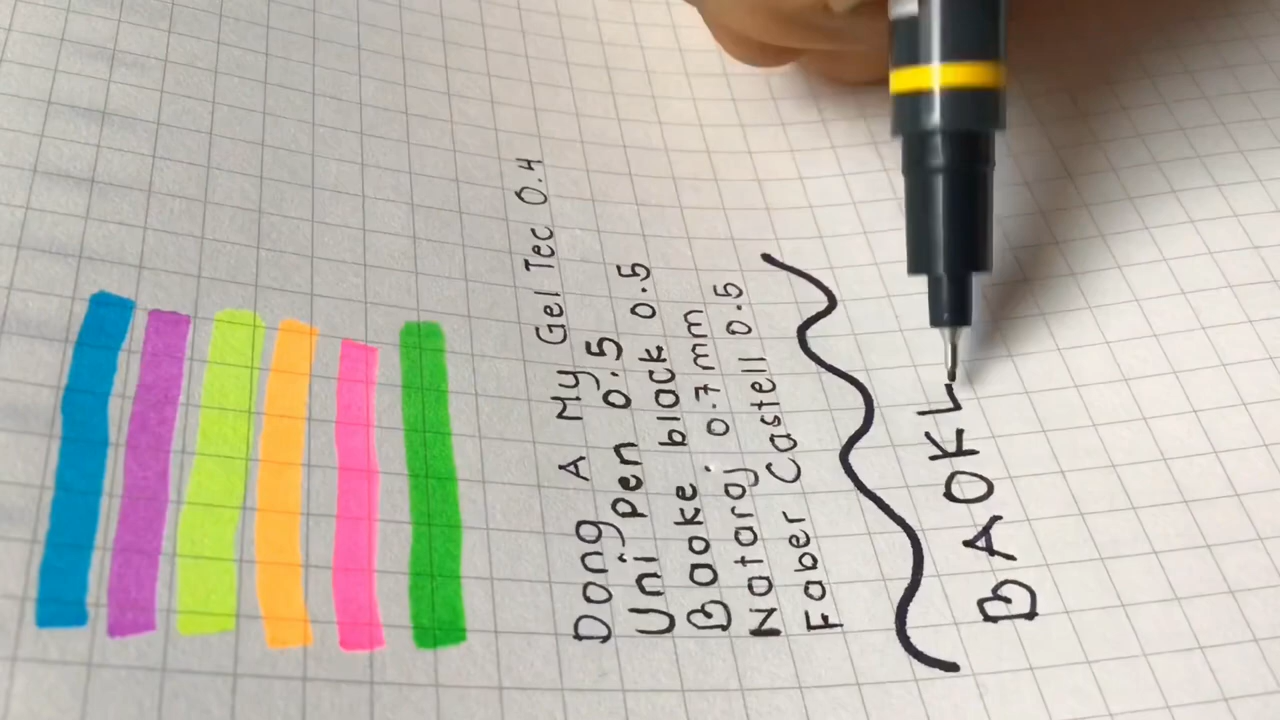 Dong A My Gel Tec 0.4
Uni pen 0.5
Baoke black 0.5
Nataraj 0.7mm
Faber Castell 0.5
BAOKL